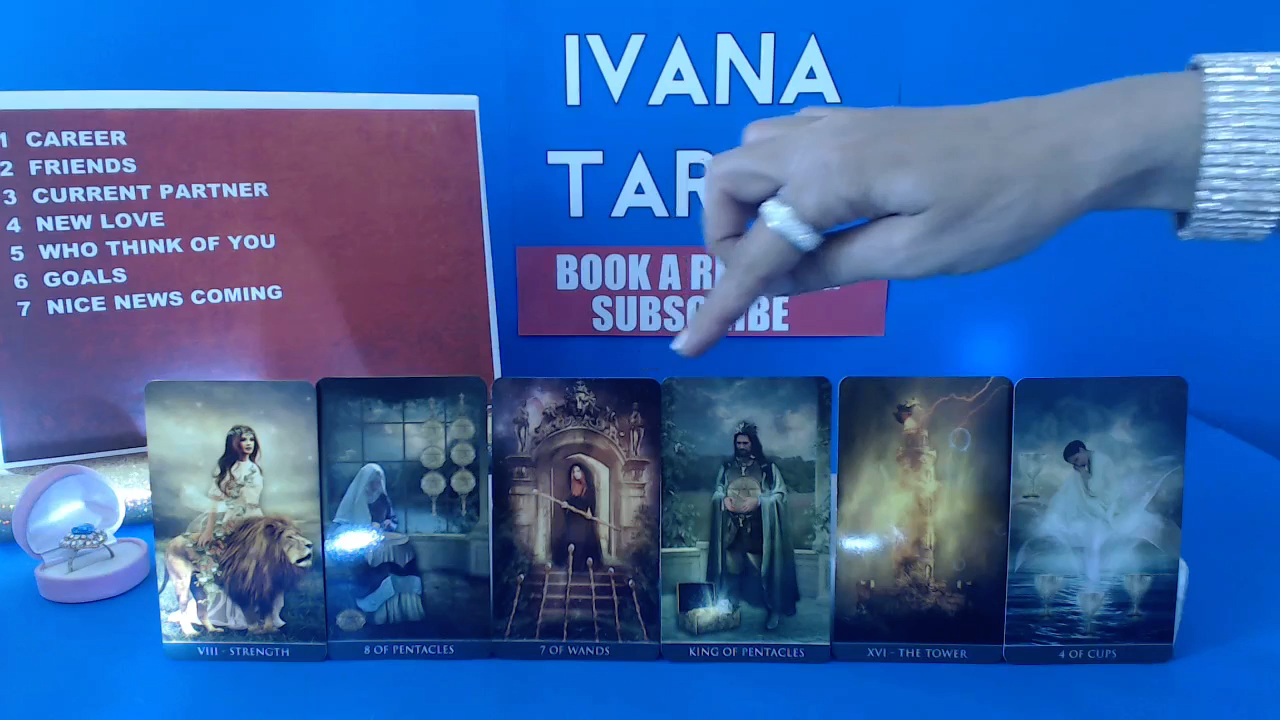 IVANA
TAR
BOOK A R
SUBSCRIBE
1 CAREER
2 FRIENDS
3 CURRENT PARTNER
4 NEW LOVE
5 WHO THINK OF YOU
6 GOALS
7 NICE NEWS COMING
VIII - STRENGTH
8 OF PENTACLES
7 OF WANDS
KING OF PENTACLES
XVI - THE TOWER
4 OF CUPS